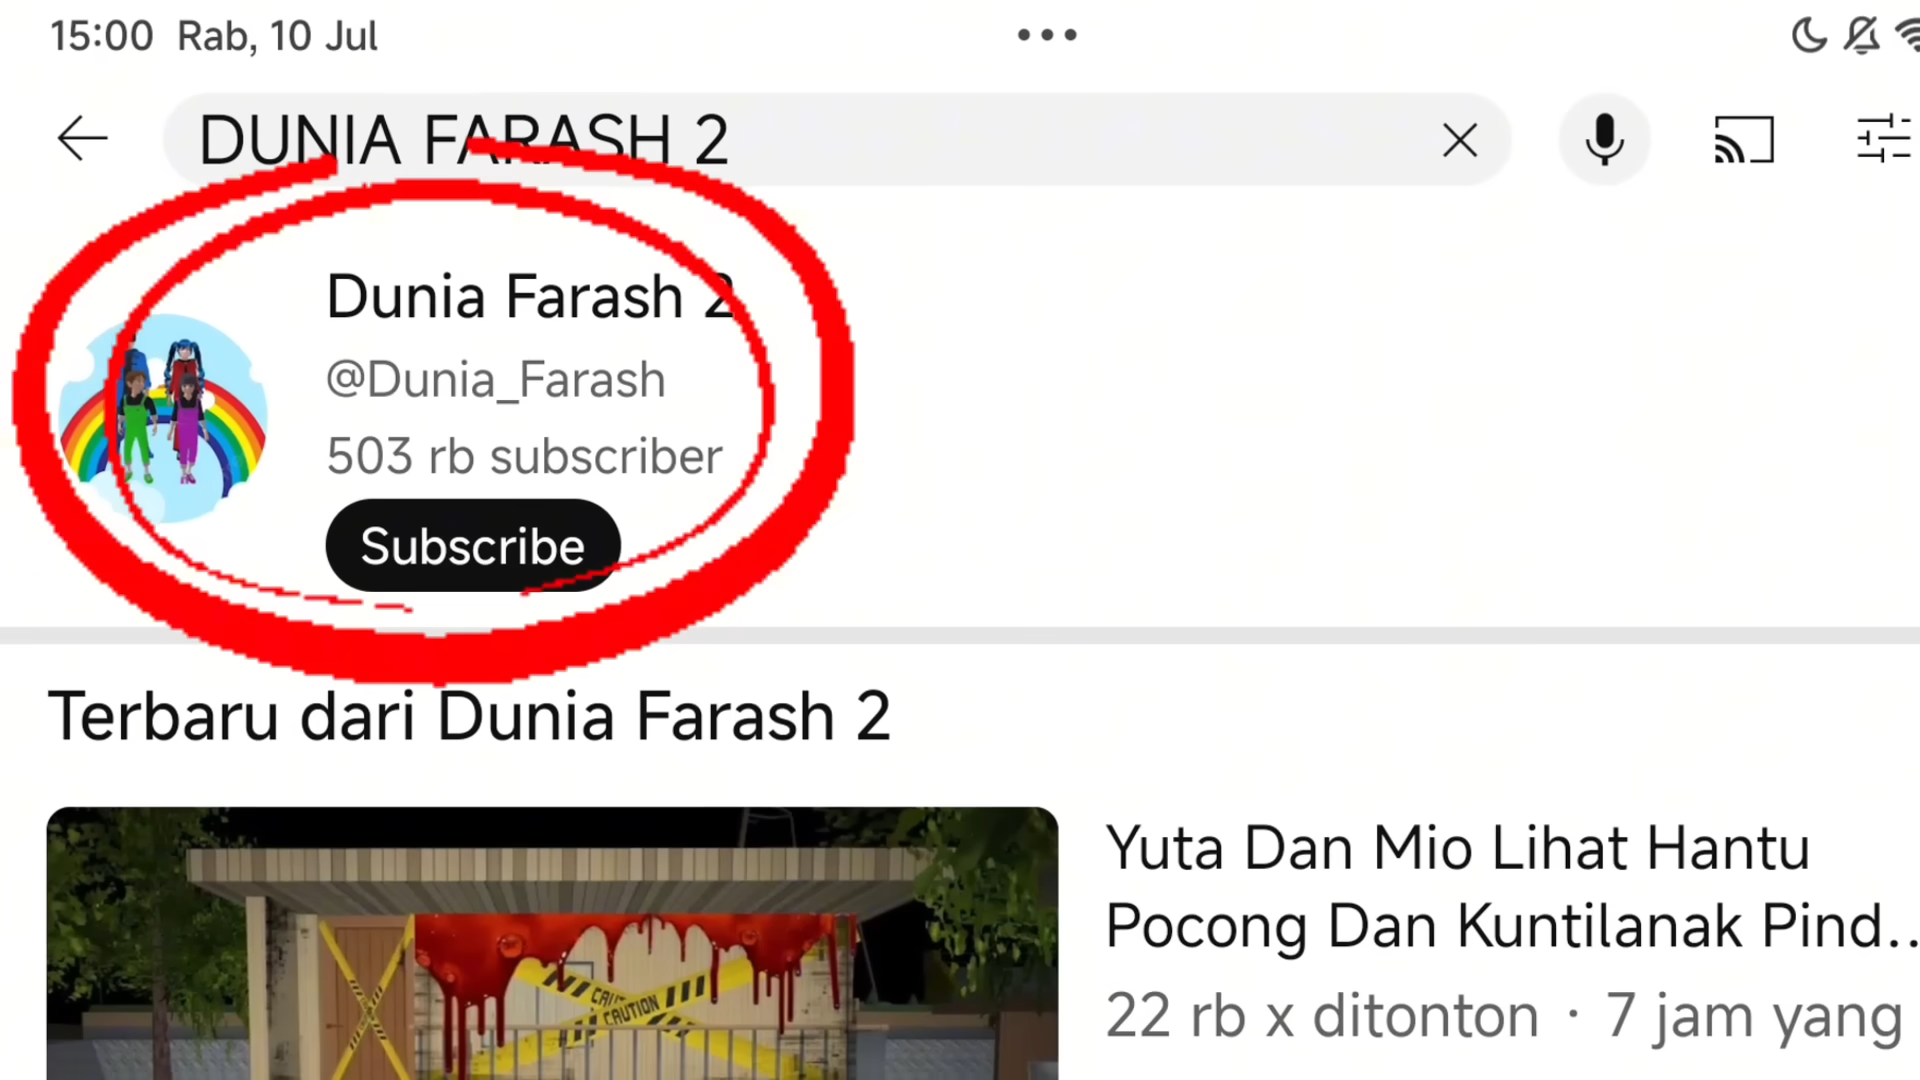 15:00 Rab, 10 Jul
DUNIA FARASH 2
Dunia Farash 2
@Dunia_Farash
503 rb subscriber
Subscribe
Terbaru dari Dunia Farash 2
Yuta Dan Mio Lihat Hantu
Pocong Dan Kuntilanak Pind..
22 rb x ditonton · 7 jam yang
CAUTION